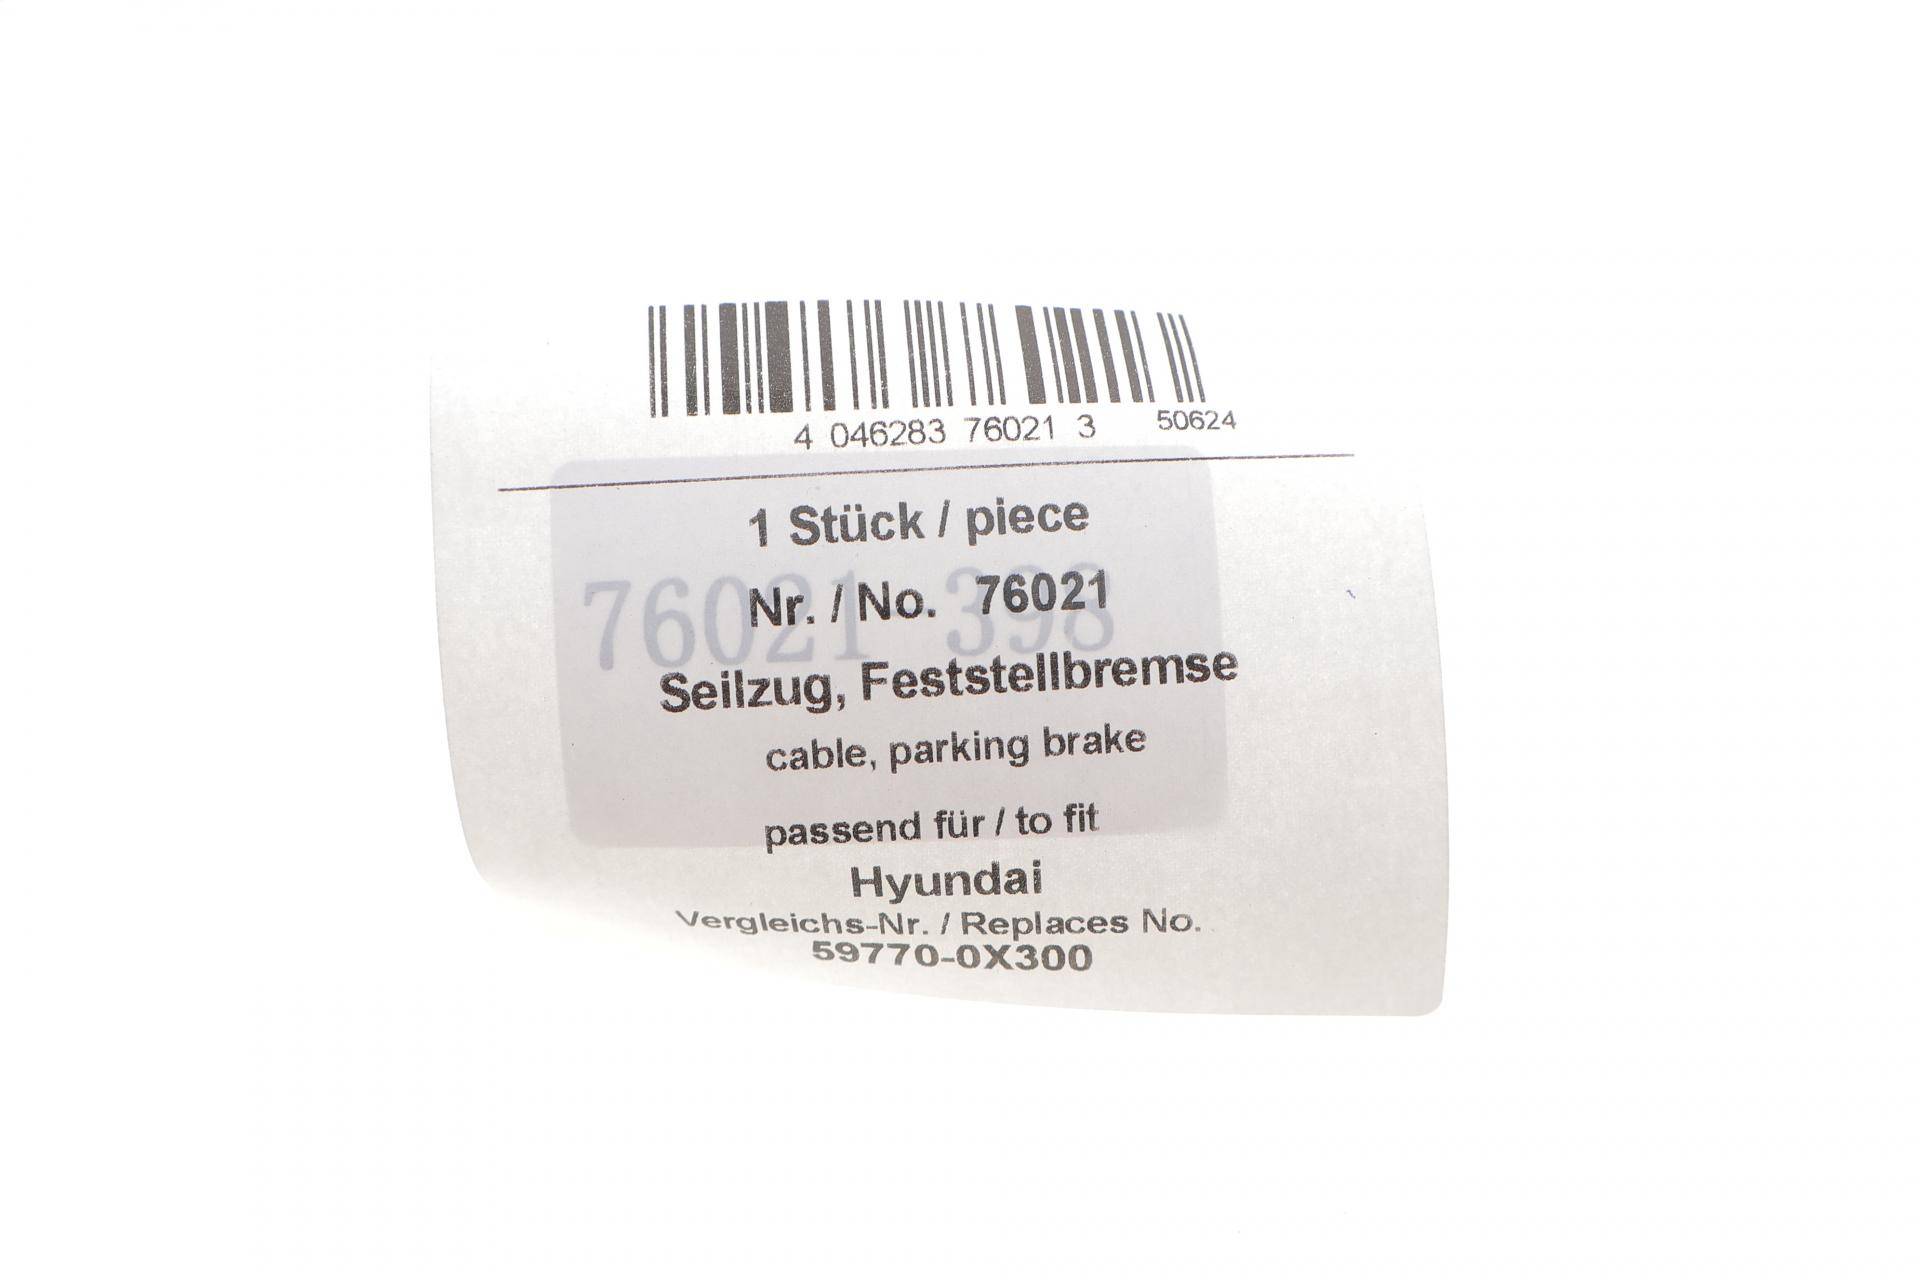 4 046283 76021 3 50624
1 Stück / piece
Nr. / No. 76021
76021 398
Seilzug, Feststellbremse
cable, parking brake
passend für / to fit
Hyundai
Vergleichs-Nr. / Replaces No.
59770-0X300